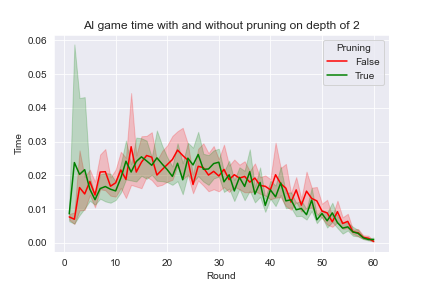 AI game time with and without pruning on depth of 2
Pruning
False
True
0.06
0.05
0.04
0.03
0.02
0.01
0.00
Time
0 10 20 30 40 50 60
Round